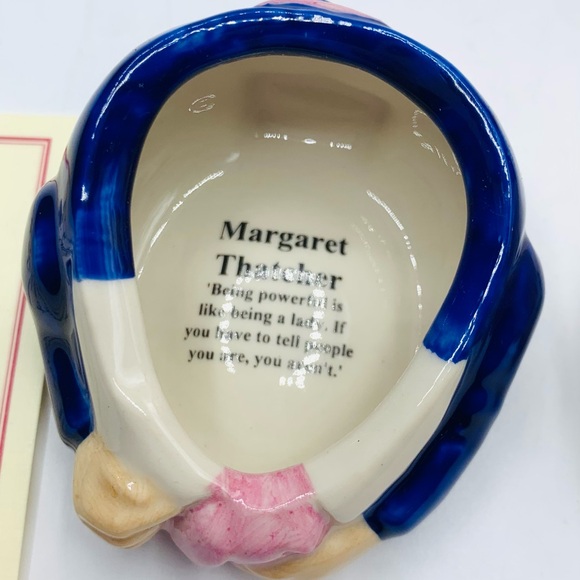 Margaret
Thatcher
'Being powerful is
like being a lady. If
you have to tell people
you are, you aren't.'